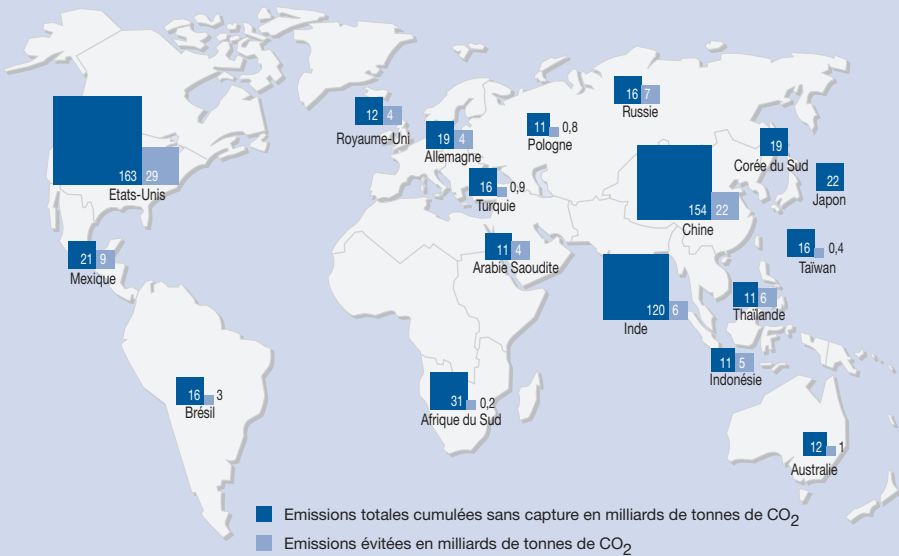 16 7
Russie
12 4
Royaume-Uni
19 4
Allemagne
11 0,8
Pologne
163 29
Etats-Unis
16 0,9
Turquie
19
Corée du Sud
22
Japon
154 22
Chine
21 9
Mexique
11 4
Arabie Saoudite
16 0,4
Taïwan
120 6
Inde
11 6
Thaïlande
11 5
Indonésie
16 3
Brésil
31 0,2
Afrique du Sud
12 1
Australie
Emissions totales cumulées sans capture en milliards de tonnes de CO2
Emissions évitées en milliards de tonnes de CO2